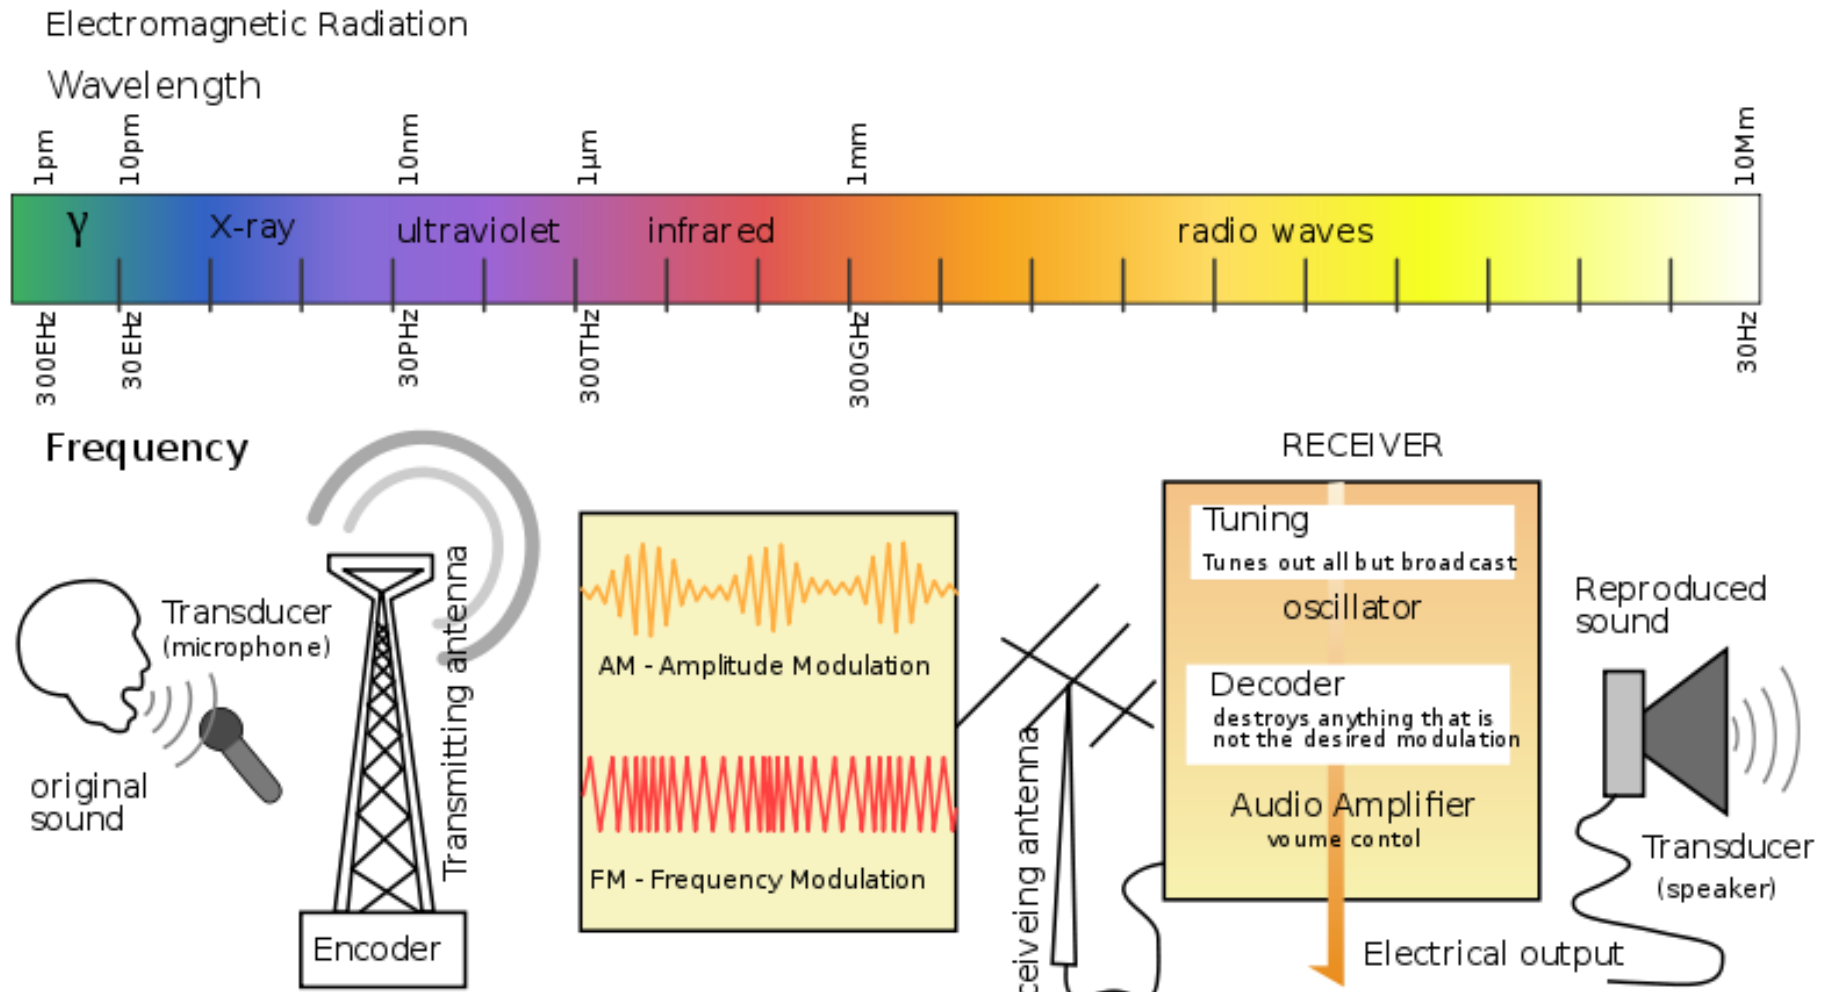 Electromagnetic Radiation
Wavelength
1pm
10pm
10nm
1µm
1mm
10Mm
γ
X-ray
ultraviolet
infrared
radio waves
300EHz
30EHz
30PHz
300THz
300GHz
30Hz
Frequency
Transducer
(microphone)
original
sound
Transmitting antenna
Encoder
AM - Amplitude Modulation
FM - Frequency Modulation
ceiveing antenna
RECEIVER
Tuning
Tunes out all but broadcast
oscillator
Decoder
destroys anything that is
not the desired modulation
Audio Amplifier
voume contol
Electrical output
Reproduced
sound
Transducer
(speaker)